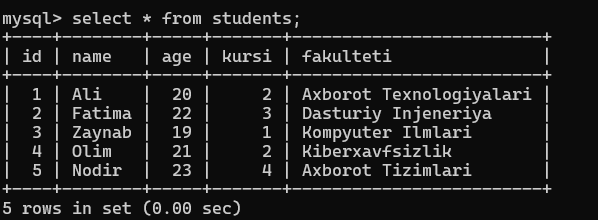 mysql> select * from students;
+----+--------+-----+-------+-------------------------+
| id | name   | age | kursi | fakulteti               |
+----+--------+-----+-------+-------------------------+
|  1 | Ali    |  20 |     2 | Axborot Texnologiyalari |
|  2 | Fatima |  22 |     3 | Dasturiy Injeneriya     |
|  3 | Zaynab |  19 |     1 | Kompyuter Ilmlari       |
|  4 | Olim   |  21 |     2 | Kiberxavfsizlik         |
|  5 | Nodir  |  23 |     4 | Axborot Tizimlari       |
+----+--------+-----+-------+-------------------------+
5 rows in set (0.00 sec)